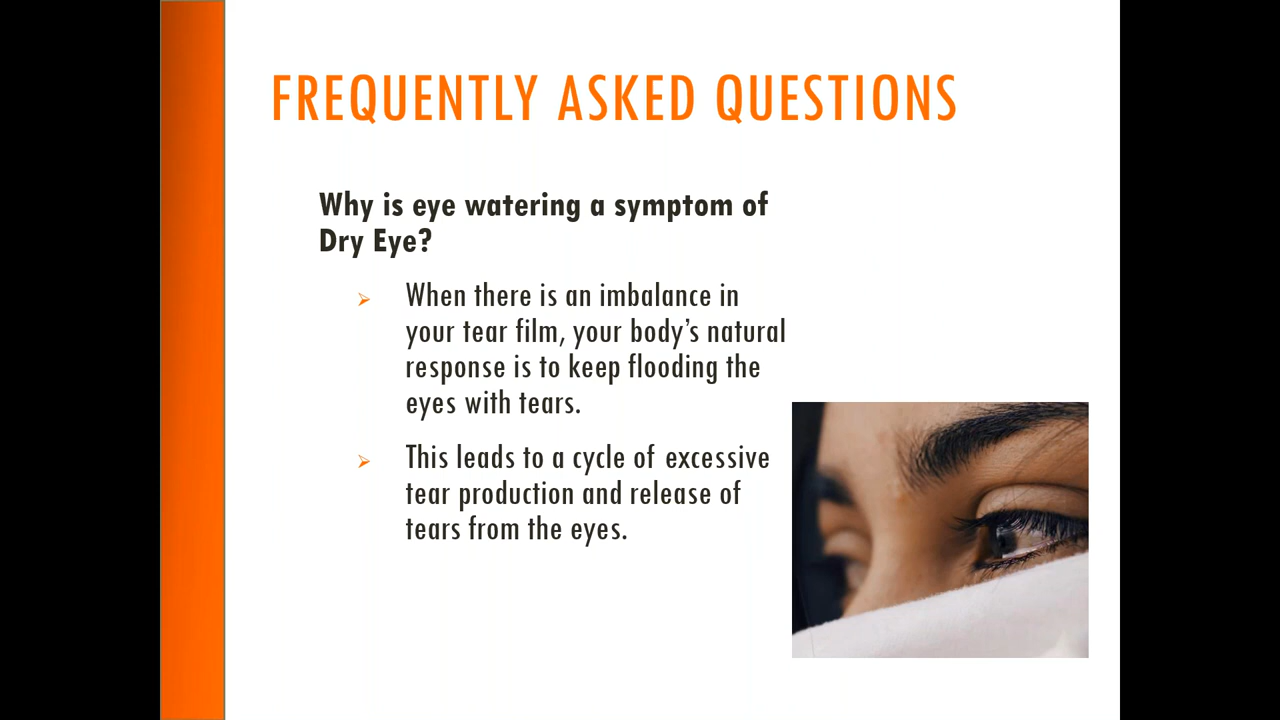 FREQUENTLY ASKED QUESTIONS
Why is eye watering a symptom of
Dry Eye?
When there is an imbalance in
your tear film, your body's natural
response is to keep flooding the
eyes with tears.
This leads to a cycle of excessive
tear production and release of
tears from the eyes.